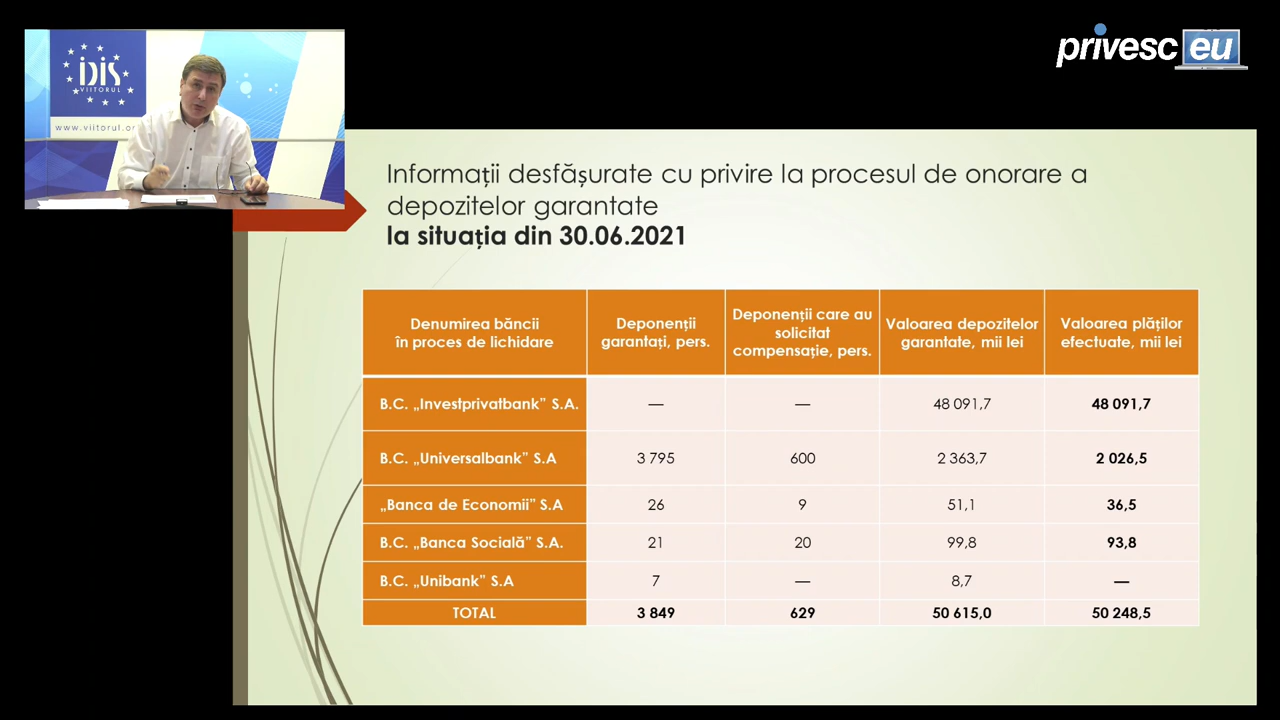 privesc eu
iDiS
VIITORUL
www.viitorul.or
Informații desfășurate cu privire la procesul de onorare a
depozitelor garantate
la situația din 30.06.2021
Denumirea băncii
în proces de lichidare
Deponenții
garantați, pers.
Deponenții care au
solicitat
compensație, pers.
Valoarea depozitelor
garantate, mii lei
Valoarea plăților
efectuate, mii lei
B.C. „Investprivatbank” S.A. — — 48 091,7 48 091,7
B.C. „Universalbank” S.A 3 795 600 2 363,7 2 026,5
„Banca de Economii” S.A 26 9 51,1 36,5
B.C. „Banca Socială” S.A. 21 20 99,8 93,8
B.C. „Unibank” S.A 7 — 8,7 —
TOTAL 3 849 629 50 615,0 50 248,5